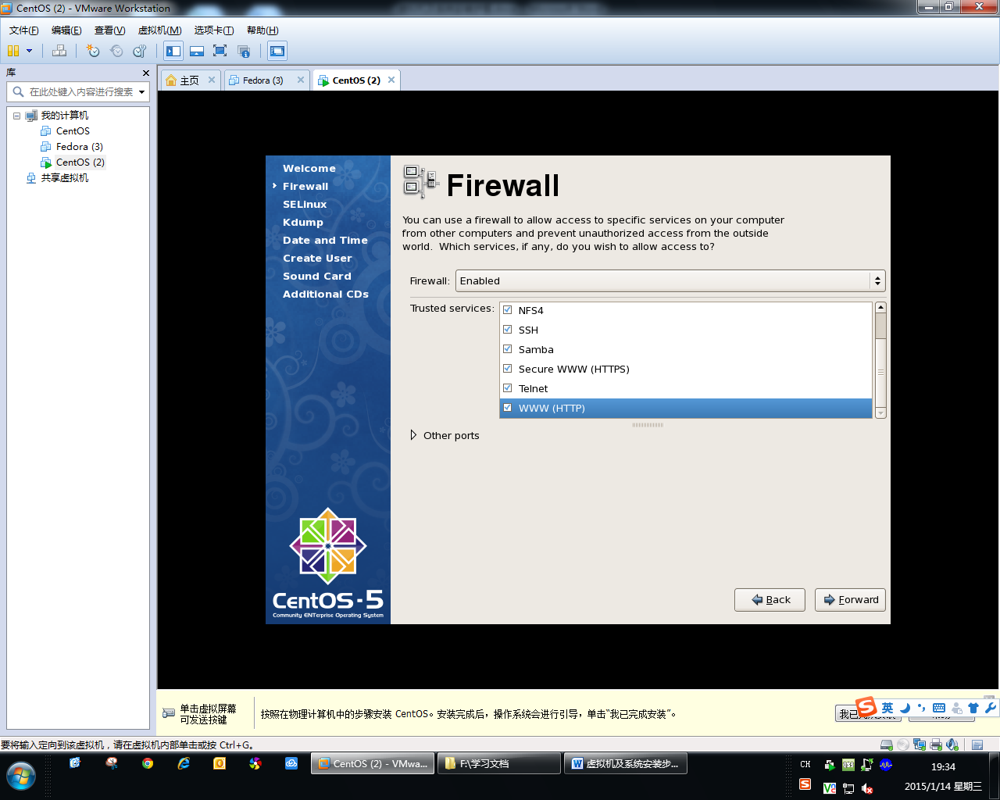 CentOS (2) - VMware Workstation
文件(F) 编辑(E) 查看(V) 虚拟机(M) 选项卡(T) 帮助(H)
库
在此处键入内容进行搜索
我的计算机
CentOS
Fedora (3)
CentOS (2)
共享虚拟机
主页
Fedora (3)
CentOS (2)
Welcome
Firewall
SELinux
Kdump
Date and Time
Create User
Sound Card
Additional CDs
CentOS-5
Community ENTerprise Operating System
Firewall
You can use a firewall to allow access to specific services on your computer
from other computers and prevent unauthorized access from the outside
world. Which services, if any, do you wish to allow access to?
Firewall: Enabled
Trusted services:
NFS4
SSH
Samba
Secure WWW (HTTPS)
Telnet
WWW (HTTP)
Other ports
Back
Forward
单击虚拟屏幕
可发送按键
按照在物理计算机中的步骤安装 CentOS。安装完成后，操作系统会进行引导，单击“我已完成安装”。
英
要将输入定向到该虚拟机，请在虚拟机内部单击或按 Ctrl+G。
CentOS (2) - VMwa...
F:\学习文档
虚拟机及系统安装步...
CH
19:34
2015/1/14 星期三